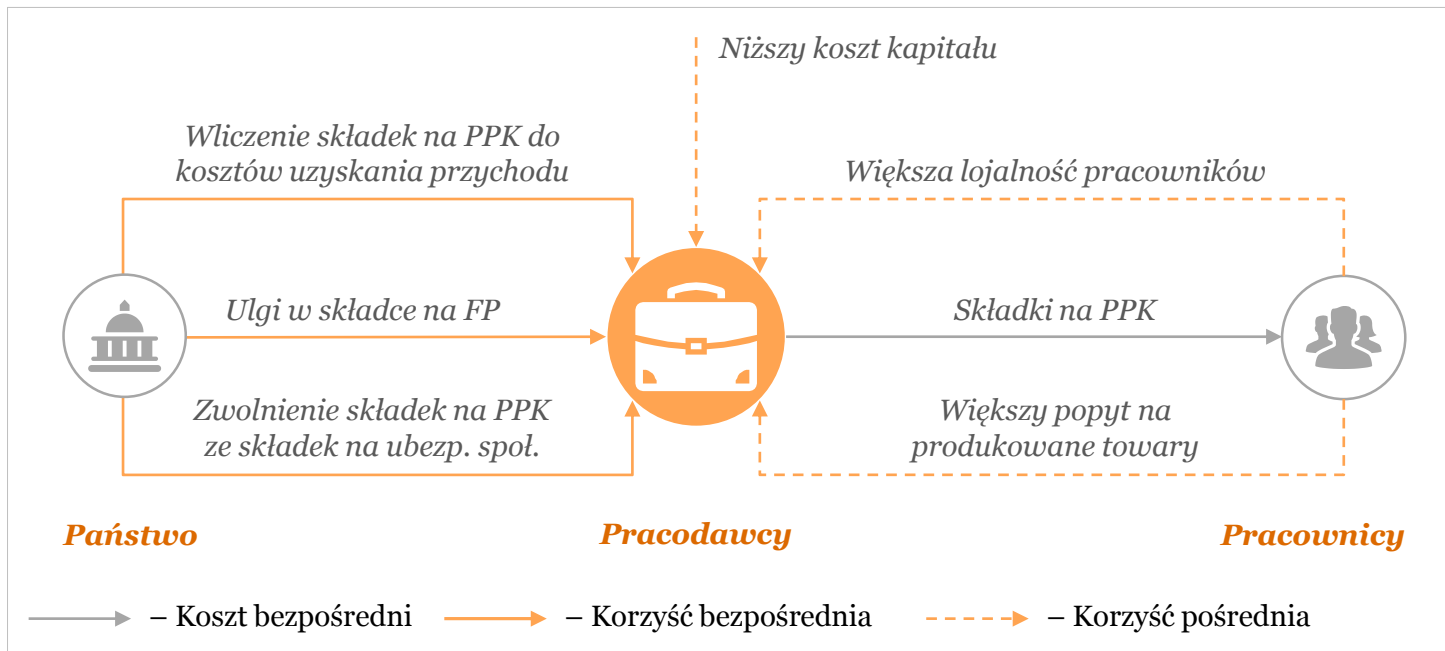 Niższy koszt kapitału
Wliczenie składek na PPK do
kosztów uzyskania przychodu
Większa lojalność pracowników
Ulgi w składce na FP
Składki na PPK
Zwolnienie składek na PPK
ze składek na ubezp. społ.
Większy popyt na
produkowane towary
Państwo
Pracodawcy
Pracownicy
– Koszt bezpośredni
– Korzyść bezpośrednia
– Korzyść pośrednia